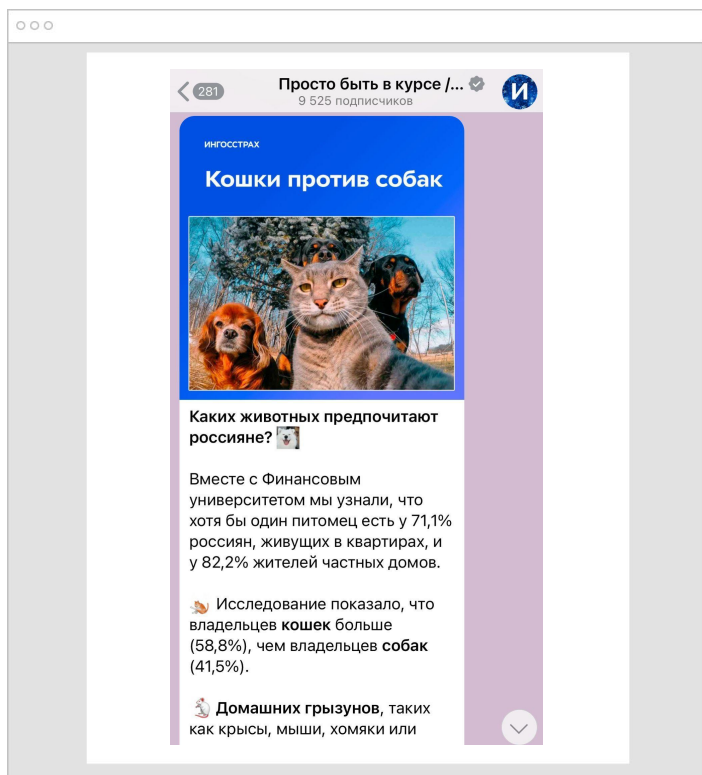 281
Просто быть в курсе /...
9 525 подписчиков
И
ИНГОССТРАХ
Кошки против собак
Каких животных предпочитают
россияне?
Вместе с Финансовым
университетом мы узнали, что
хотя бы один питомец есть у 71,1%
россиян, живущих в квартирах, и
у 82,2% жителей частных домов.
Исследование показало, что
владельцев кошек больше
(58,8%), чем владельцев собак
(41,5%).
Домашних грызунов, таких
как крысы, мыши, хомяки или